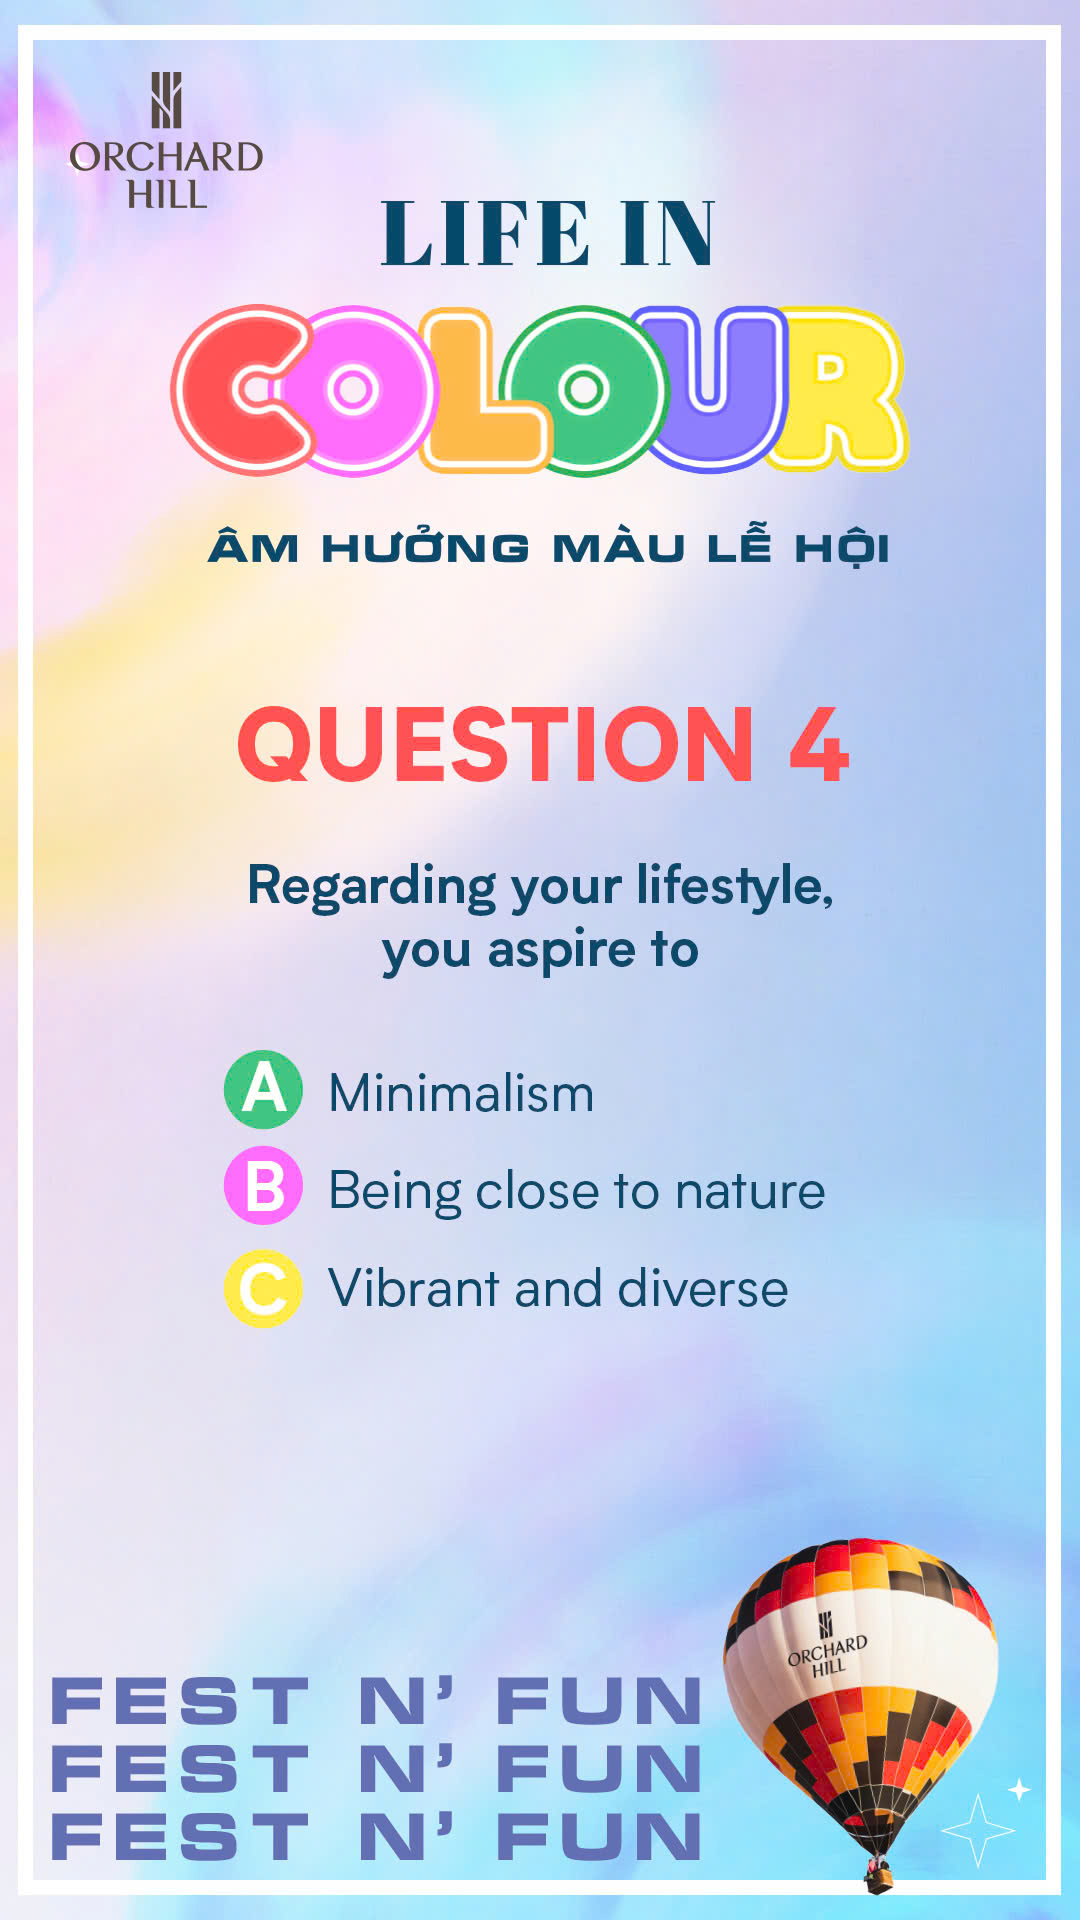 ORCHARD
HILL
LIFE IN
COLOUR
ÂM HƯỞNG MÀU LỄ HỘI
QUESTION 4
Regarding your lifestyle,
you aspire to
A Minimalism
B Being close to nature
C Vibrant and diverse
ORCHARD
HILL
FEST N’ FUN
FEST N’ FUN
FEST N’ FUN